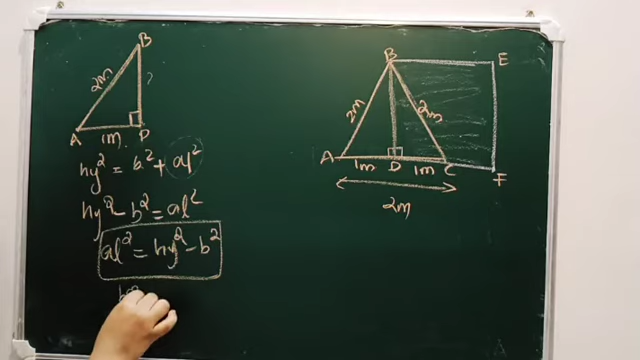 B
2m
?
A
1m
D
hy² = b² + al²
hy² - b² = al²
al² = hy² - b²
B
E
2m
2m
A
1m
D
1m
C
F
2m